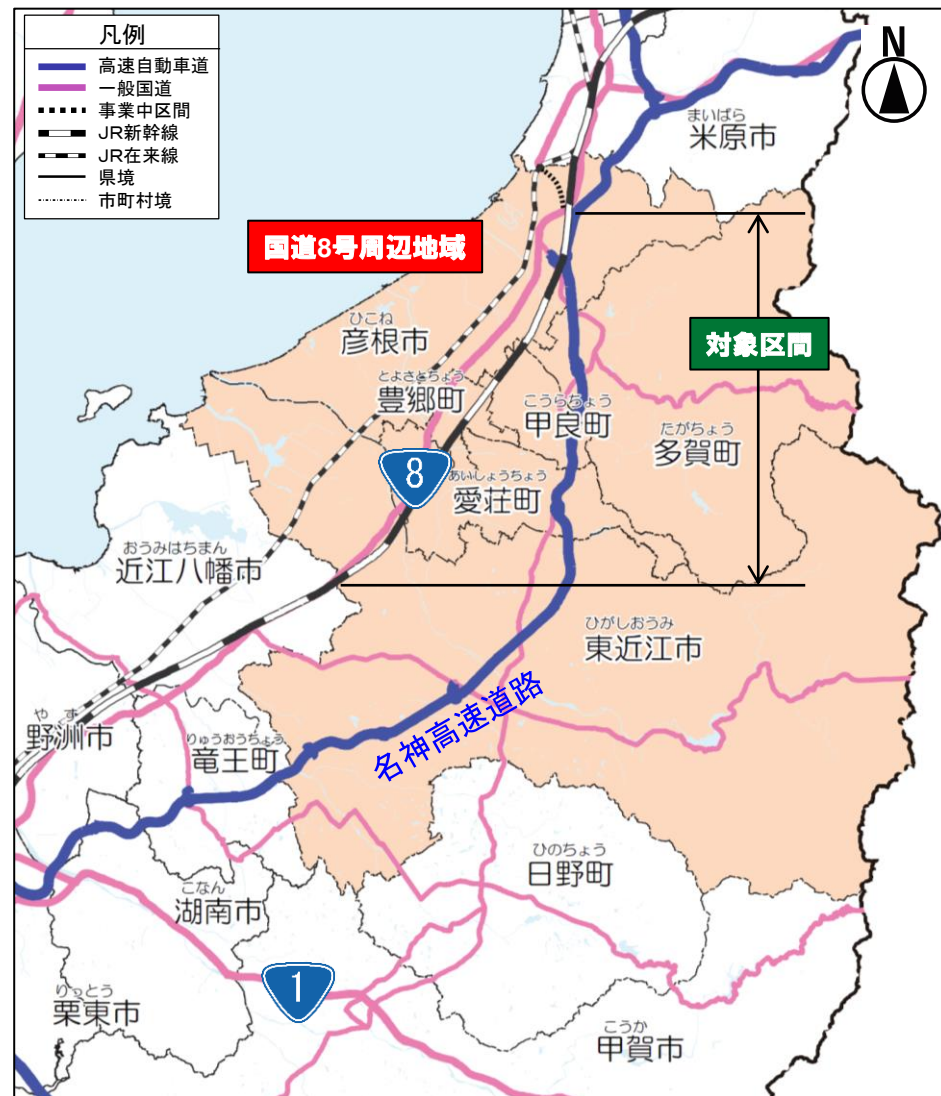 凡例
高速自動車道
一般国道
事業中区間
JR新幹線
JR在来線
県境
市町村境
N
まいばら
米原市
国道8号周辺地域
対象区間
ひこね
彦根市
とよさとちょう
豊郷町
こうらちょう
甲良町
たがちょう
多賀町
8
あいしょうちょう
愛荘町
おうみはちまん
近江八幡市
ひがしおうみ
東近江市
名神高速道路
やす
野洲市
りゅうおうちょう
竜王町
ひのちょう
日野町
こなん
湖南市
1
りっとう
栗東市
こうか
甲賀市